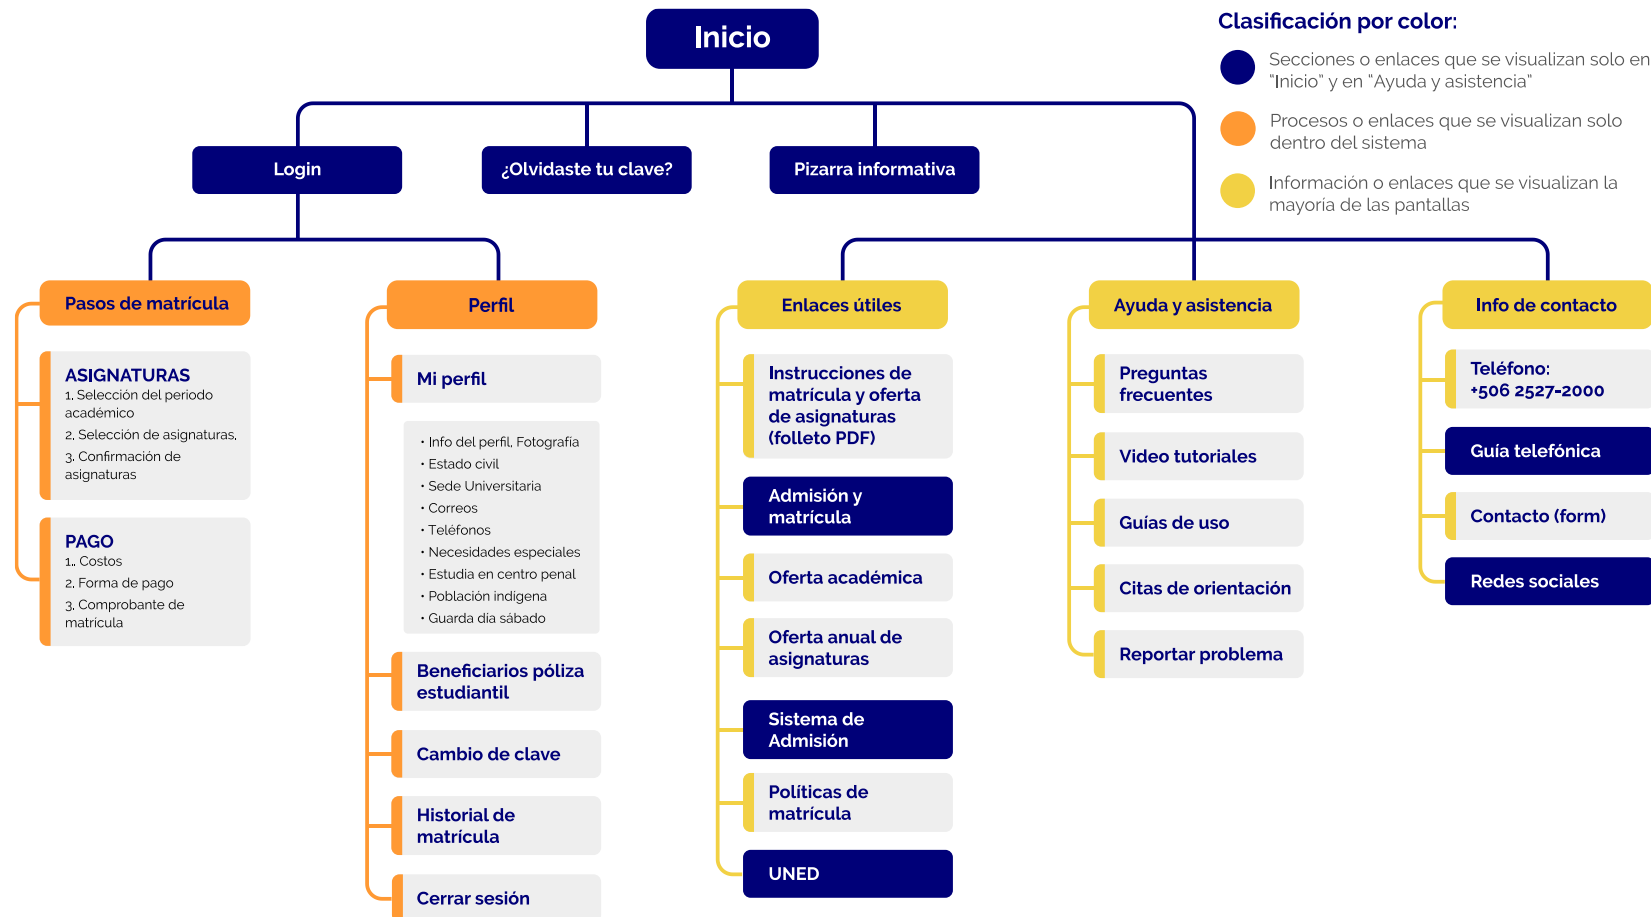 Inicio
Clasificación por color:
Secciones o enlaces que se visualizan solo en
"Inicio" y en "Ayuda y asistencia"
Procesos o enlaces que se visualizan solo
dentro del sistema
Información o enlaces que se visualizan la
mayoría de las pantallas
Login
¿Olvidaste tu clave?
Pizarra informativa
Pasos de matrícula
ASIGNATURAS
1. Selección del periodo
académico
2. Selección de asignaturas.
3. Confirmación de
asignaturas
PAGO
1.. Costos
2. Forma de pago
3. Comprobante de
matrícula
Perfil
Mi perfil
• Info del perfil, Fotografía
• Estado civil
• Sede Universitaria
• Correos
• Teléfonos
• Necesidades especiales
• Estudia en centro penal
• Población indígena
• Guarda día sábado
Beneficiarios póliza
estudiantil
Cambio de clave
Historial de
matrícula
Cerrar sesión
Enlaces útiles
Instrucciones de
matrícula y oferta
de asignaturas
(folleto PDF)
Admisión y
matrícula
Oferta académica
Oferta anual de
asignaturas
Sistema de
Admisión
Políticas de
matrícula
UNED
Ayuda y asistencia
Preguntas
frecuentes
Video tutoriales
Guías de uso
Citas de orientación
Reportar problema
Info de contacto
Teléfono:
+506 2527-2000
Guía telefónica
Contacto (form)
Redes sociales